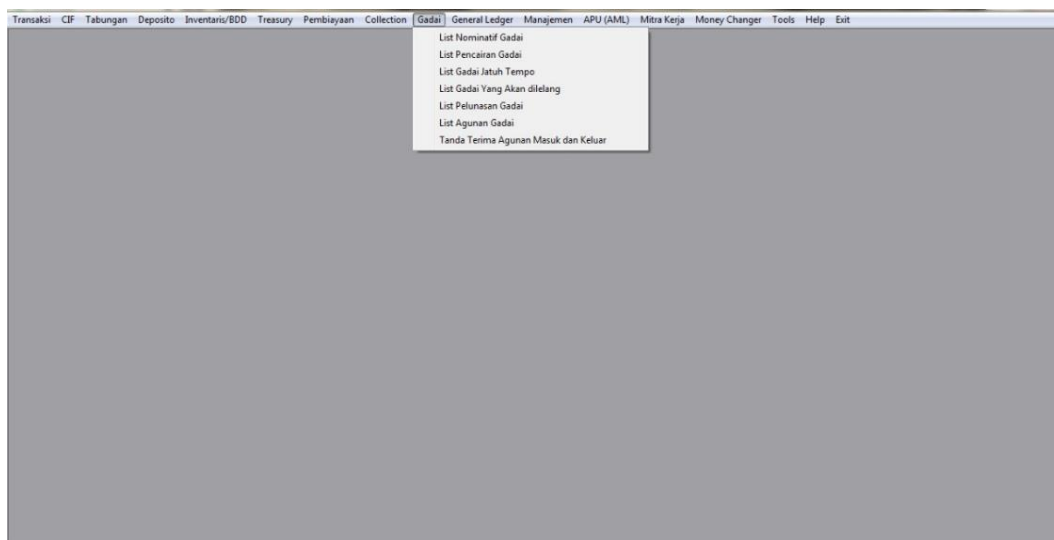 Transaksi CIF Tabungan Deposito Inventaris/BDD Treasury Pembiayaan Collection Gadai General Ledger Manajemen APU (AML) Mitra Kerja Money Changer Tools Help Exit
List Nominatif Gadai
List Pencairan Gadai
List Gadai Jatuh Tempo
List Gadai Yang Akan dilelang
List Pelunasan Gadai
List Agunan Gadai
Tanda Terima Agunan Masuk dan Keluar